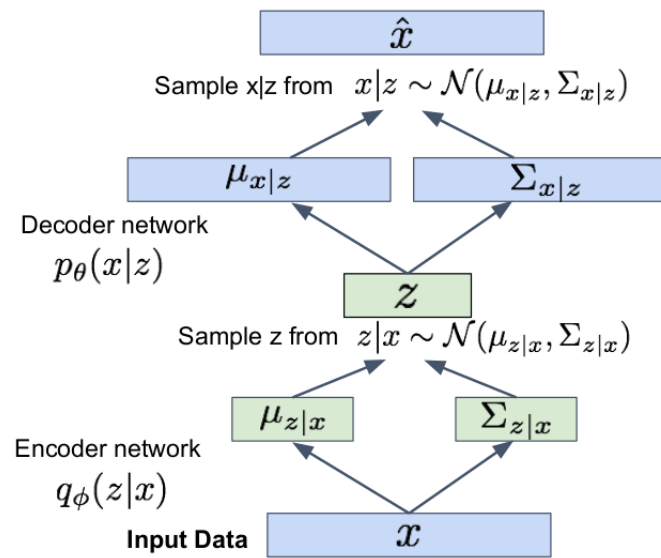 x̂
Sample x|z from x|z ∼ 𝒩(μ_{x|z}, Σ_{x|z})
μ_{x|z} Σ_{x|z}
Decoder network
p_θ(x|z)
z
Sample z from z|x ∼ 𝒩(μ_{z|x}, Σ_{z|x})
μ_{z|x} Σ_{z|x}
Encoder network
q_ϕ(z|x)
Input Data x